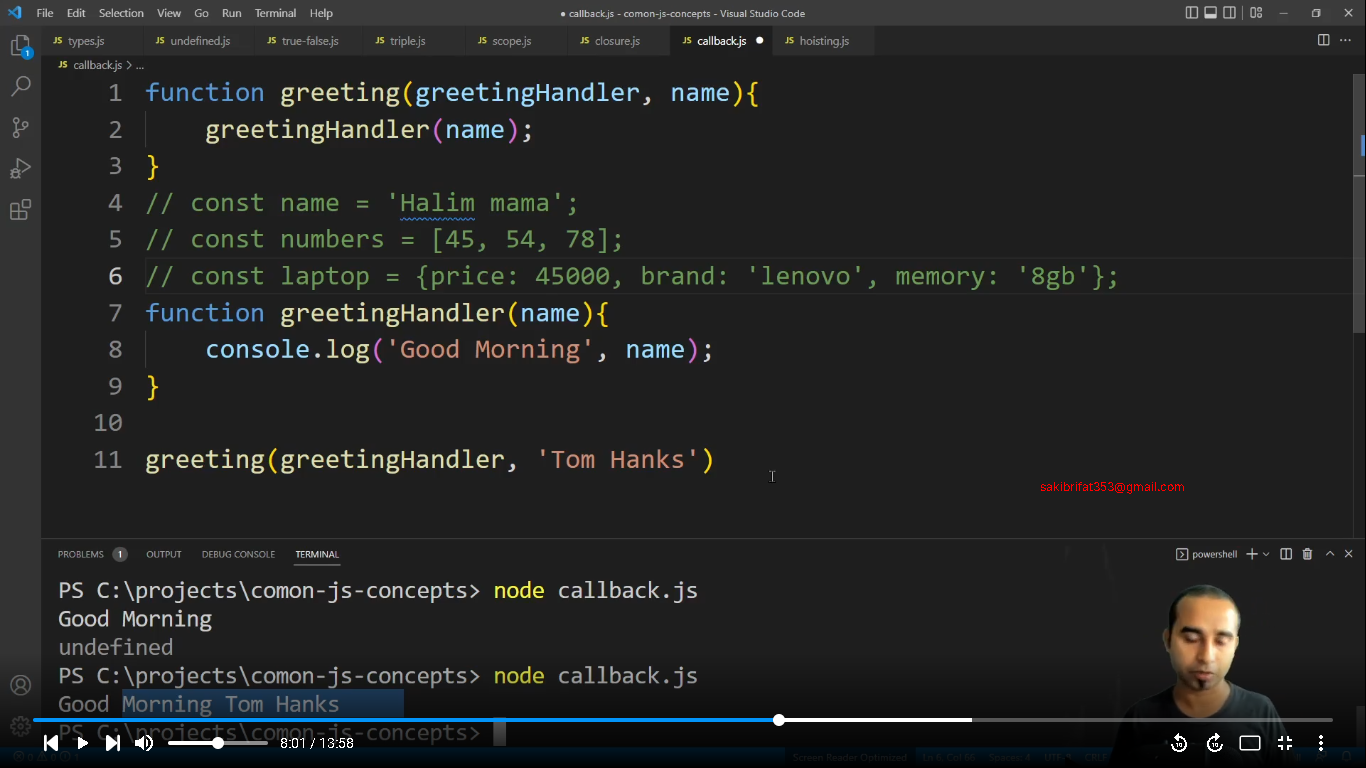 File Edit Selection View Go Run Terminal Help
● callback.js - comon-js-concepts - Visual Studio Code
JS types.js JS undefined.js JS true-false.js JS triple.js JS scope.js JS closure.js JS callback.js ● JS hoisting.js
JS callback.js > ...
1 function greeting(greetingHandler, name){
2 greetingHandler(name);
3 }
4 // const name = 'Halim mama';
5 // const numbers = [45, 54, 78];
6 // const laptop = {price: 45000, brand: 'lenovo', memory: '8gb'};
7 function greetingHandler(name){
8 console.log('Good Morning', name);
9 }
10
11 greeting(greetingHandler, 'Tom Hanks')
sakibrifat353@gmail.com
PROBLEMS 1 OUTPUT DEBUG CONSOLE TERMINAL powershell
PS C:\projects\comon-js-concepts> node callback.js
Good Morning
undefined
PS C:\projects\comon-js-concepts> node callback.js
Good Morning Tom Hanks
PS C:\projects\comon-js-concepts>
8:01 / 13:58
10 10
Screen Reader Optimized